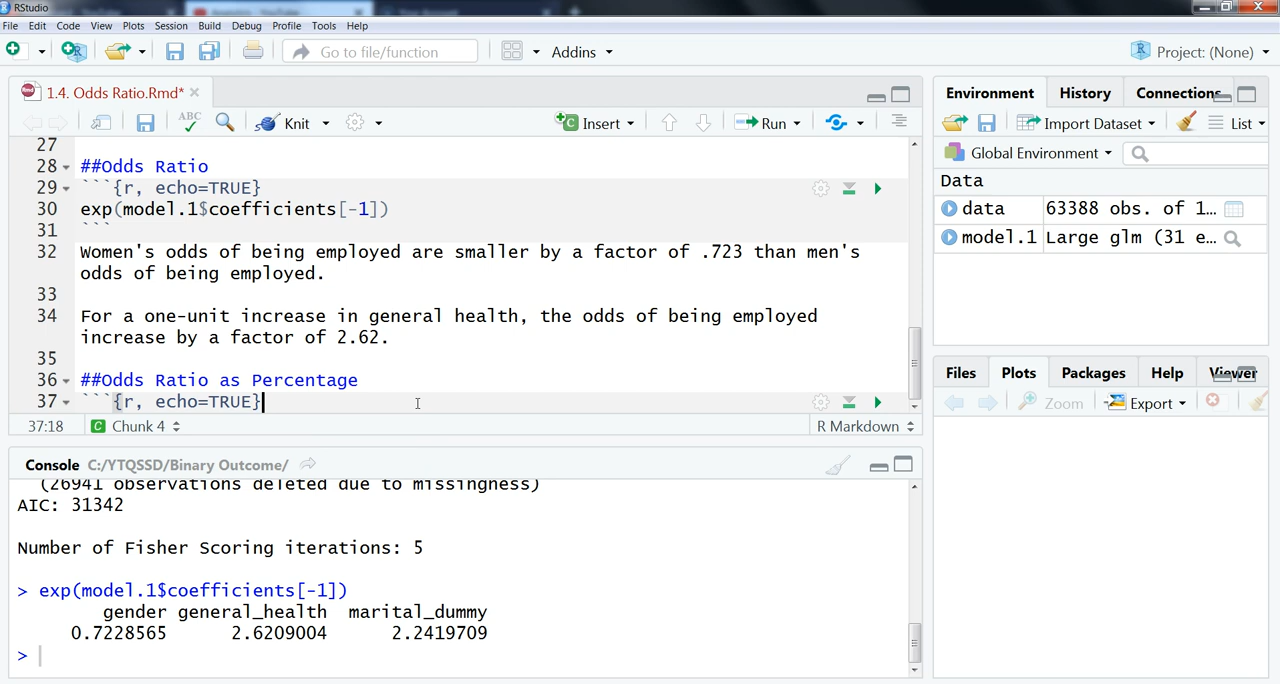 RStudio
File Edit Code View Plots Session Build Debug Profile Tools Help
Go to file/function Addins Project: (None)
1.4. Odds Ratio.Rmd*
ABC Knit Insert Run
27
28 ##Odds Ratio
29 ```{r, echo=TRUE}
30 exp(model.1$coefficients[-1])
31 ```
32 Women's odds of being employed are smaller by a factor of .723 than men's
odds of being employed.
33
34 For a one-unit increase in general health, the odds of being employed
increase by a factor of 2.62.
35
36 ##Odds Ratio as Percentage
37 ```{r, echo=TRUE}
37:18 C Chunk 4 R Markdown
Console C:/YTQSSD/Binary Outcome/
(26941 observations deleted due to missingness)
AIC: 31342
Number of Fisher Scoring iterations: 5
> exp(model.1$coefficients[-1])
gender general_health marital_dummy
0.7228565 2.6209004 2.2419709
>
Environment History Connections
Import Dataset List
Global Environment
Data
data 63388 obs. of 1…
model.1 Large glm (31 e…
Files Plots Packages Help Viewer
Zoom Export